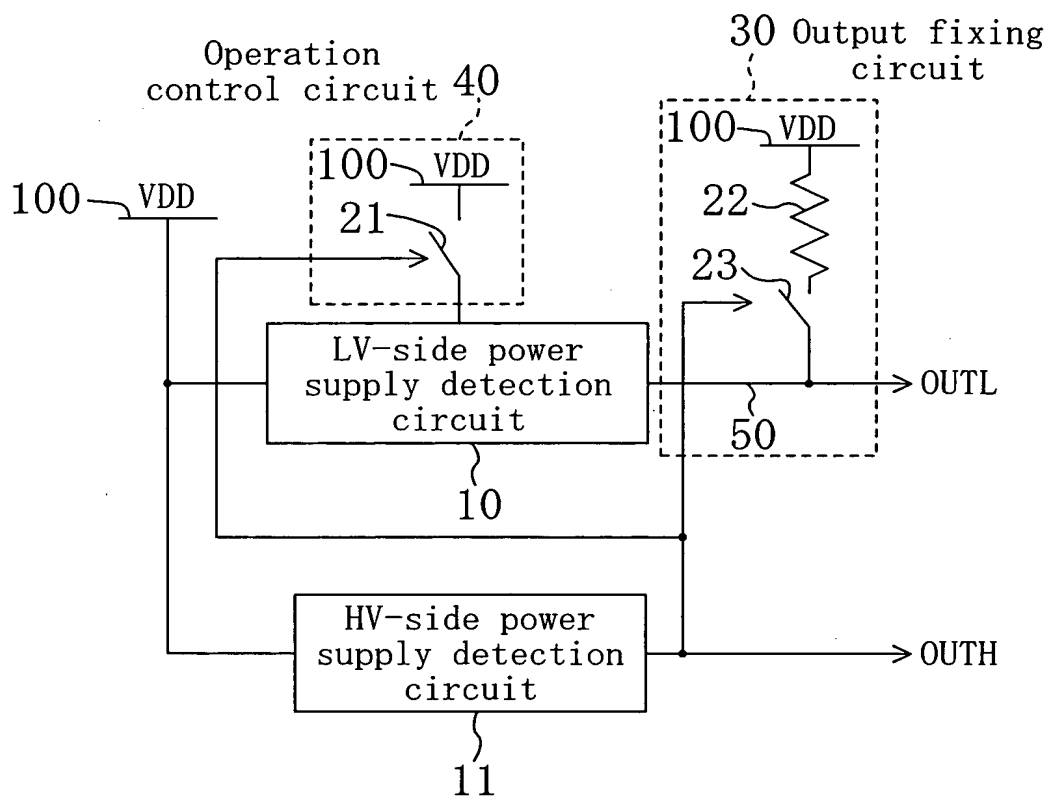 Operation
control circuit
40
30
Output fixing
circuit
100
VDD
100
VDD
100
VDD
21
22
23
LV-side power
supply detection
circuit
10
50
OUTL
HV-side power
supply detection
circuit
11
OUTH